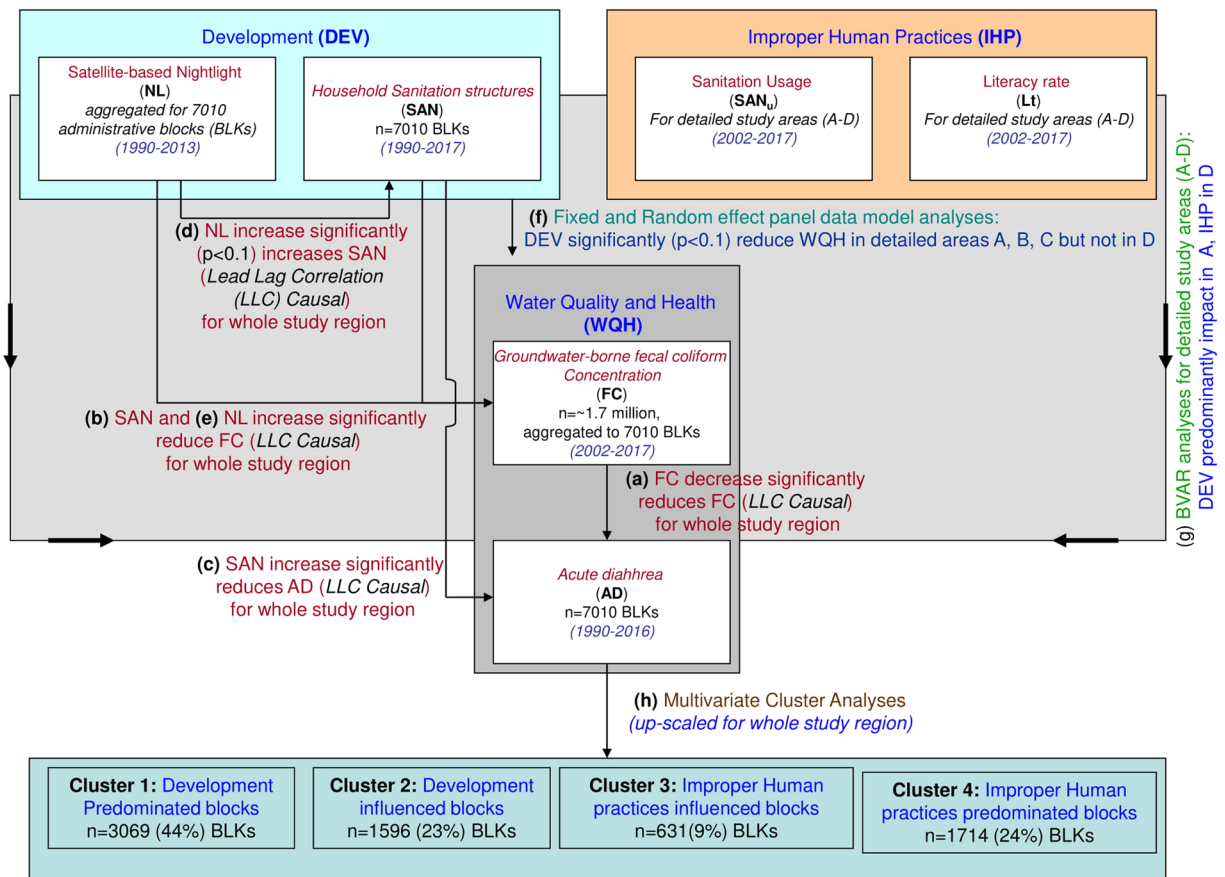 Development (DEV)
Satellite-based Nightlight
(NL)
aggregated for 7010
administrative blocks (BLKs)
(1990-2013)
Household Sanitation structures
(SAN)
n=7010 BLKs
(1990-2017)
Improper Human Practices (IHP)
Sanitation Usage
(SANu)
For detailed study areas (A-D)
(2002-2017)
Literacy rate
(Lt)
For detailed study areas (A-D)
(2002-2017)
(d) NL increase significantly
(p<0.1) increases SAN
(Lead Lag Correlation
(LLC) Causal)
for whole study region
(f) Fixed and Random effect panel data model analyses:
DEV significantly (p<0.1) reduce WQH in detailed areas A, B, C but not in D
(g) BVAR analyses for detailed study areas (A-D):
DEV predominantly impact in A, IHP in D
Water Quality and Health
(WQH)
Groundwater-borne fecal coliform
Concentration
(FC)
n=~1.7 million,
aggregated to 7010 BLKs
(2002-2017)
(b) SAN and (e) NL increase significantly
reduce FC (LLC Causal)
for whole study region
(a) FC decrease significantly
reduces FC (LLC Causal)
for whole study region
(c) SAN increase significantly
reduces AD (LLC Causal)
for whole study region
Acute diahhrea
(AD)
n=7010 BLKs
(1990-2016)
(h) Multivariate Cluster Analyses
(up-scaled for whole study region)
Cluster 1: Development
Predominated blocks
n=3069 (44%) BLKs
Cluster 2: Development
influenced blocks
n=1596 (23%) BLKs
Cluster 3: Improper Human
practices influenced blocks
n=631(9%) BLKs
Cluster 4: Improper Human
practices predominated blocks
n=1714 (24%) BLKs